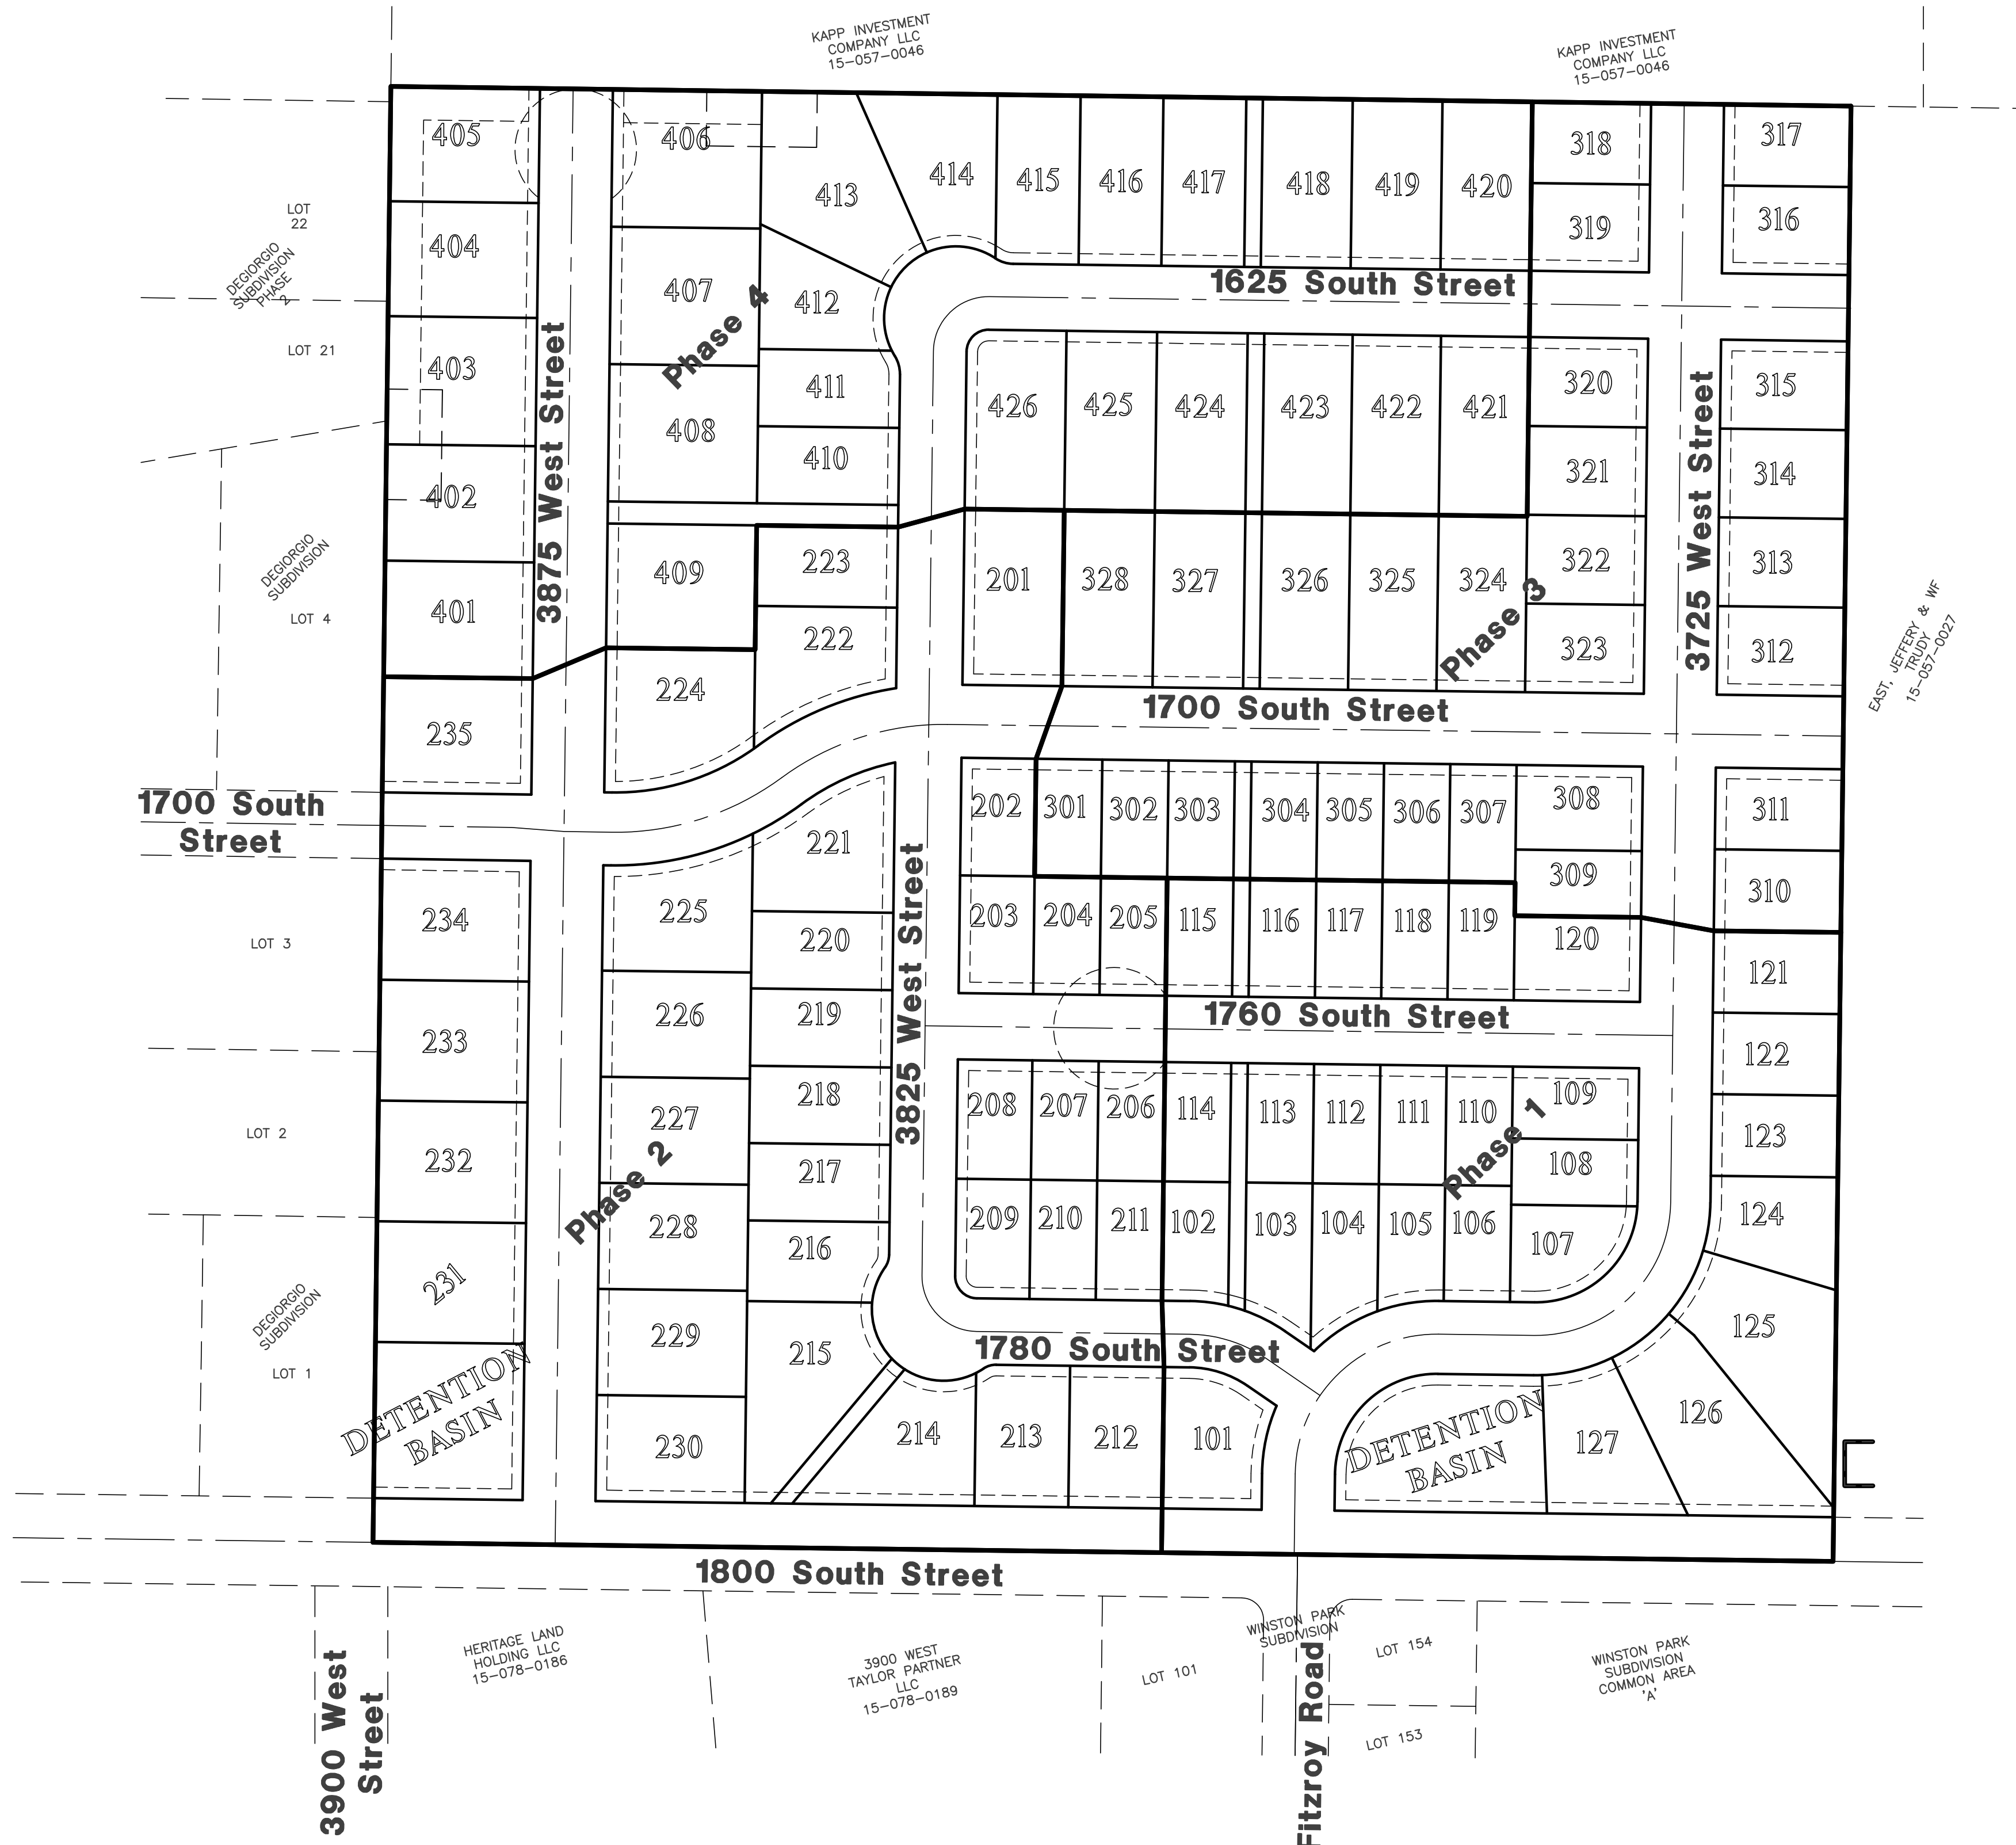 KAPP INVESTMENT
COMPANY LLC
15-057-0046
KAPP INVESTMENT
COMPANY LLC
15-057-0046
405
406
413
414
415
416
417
418
419
420
318
317
319
316
404
407
412
1625 South Street
LOT
22
DEGIORGIO
SUBDIVISION
PHASE
2
LOT 21
403
3875 West Street
Phase 4
408
411
410
426
425
424
423
422
421
320
321
3725 West Street
315
314
402
DEGIORGIO
SUBDIVISION
LOT 4
401
409
223
222
201
328
327
326
325
324
Phase 3
322
323
313
312
EAST, JEFFERY & WF
TRUDY
15-057-0027
235
224
1700 South Street
1700 South
Street
221
202
301
302
303
304
305
306
307
308
309
311
310
234
225
220
3825 West Street
203
204
205
115
116
117
118
119
120
121
LOT 3
233
226
219
1760 South Street
122
LOT 2
232
227
218
217
Phase 2
208
207
206
114
113
112
111
110
Phase 1
109
108
123
228
216
209
210
211
102
103
104
105
106
107
124
231
DEGIORGIO
SUBDIVISION
LOT 1
229
215
1780 South Street
125
DETENTION
BASIN
230
214
213
212
101
DETENTION
BASIN
127
126
1800 South Street
3900 West
Street
HERITAGE LAND
HOLDING LLC
15-078-0186
3900 WEST
TAYLOR PARTNER
LLC
15-078-0189
LOT 101
WINSTON PARK
SUBDIVISION
Fitzroy Road
LOT 154
LOT 153
WINSTON PARK
SUBDIVISION
COMMON AREA
'A'